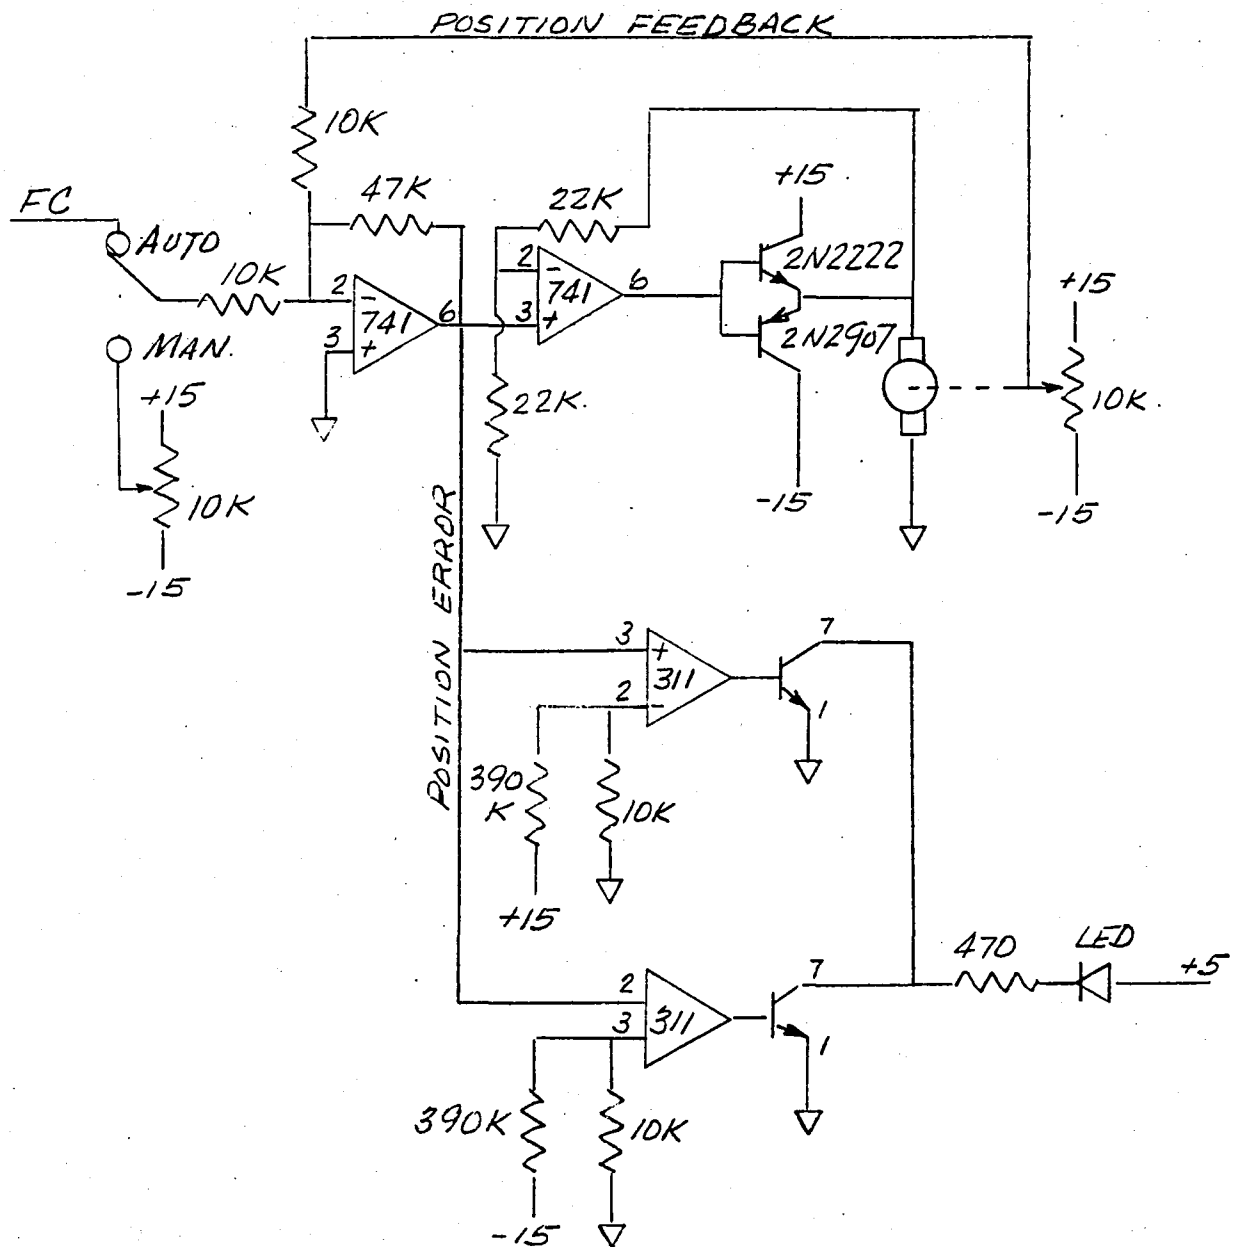 POSITION FEEDBACK
10K
+15
FC
AUTO
47K
22K
2N2222
10K
2
-
741
6
3
+
2
-
741
6
3
+
2N2907
+15
MAN.
+15
10K
-15
22K
-15
10K.
-15
POSITION ERROR
3
+
311
2
-
7
1
390
K
10K
+15
2
311
3
7
1
470
LED
+5
390K
10K
-15